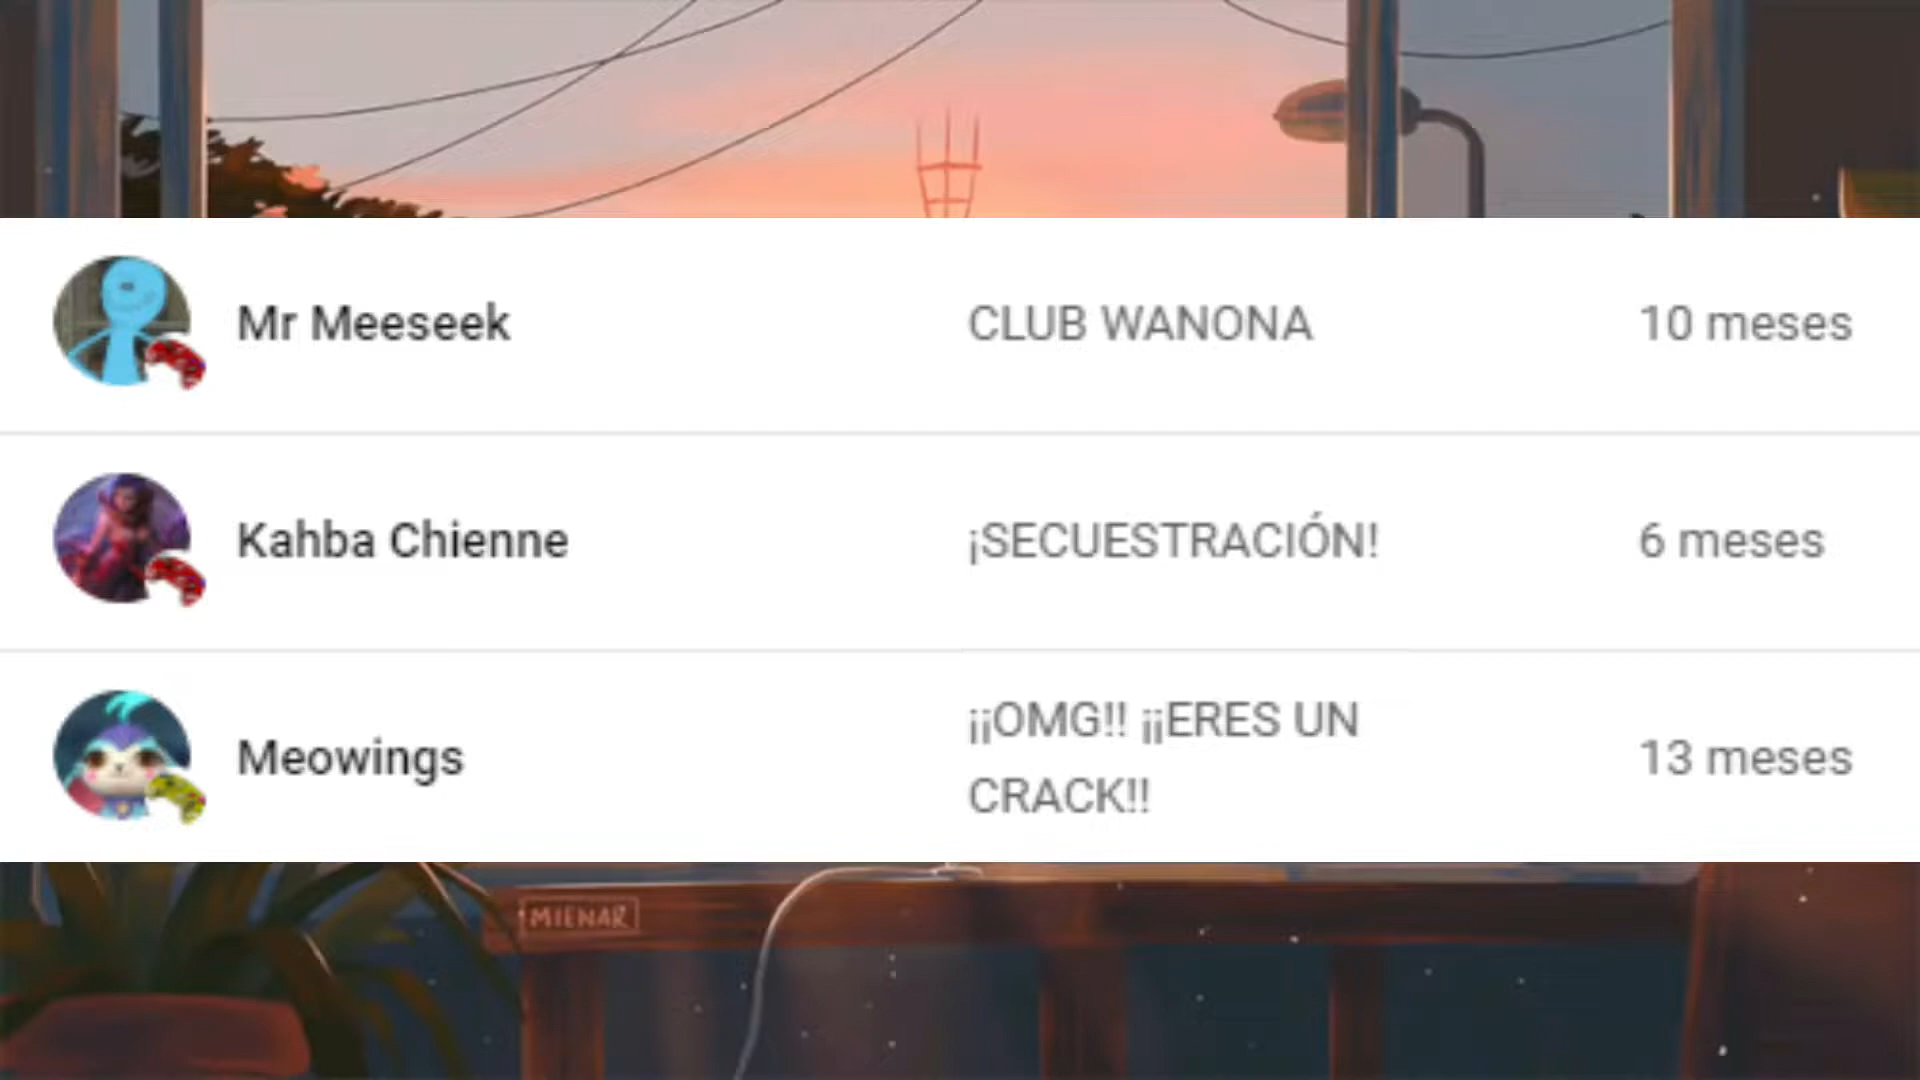 Mr Meeseek
CLUB WANONA
10 meses
Kahba Chienne
¡SECUESTRACIÓN!
6 meses
Meowings
¡¡OMG!! ¡¡ERES UN
CRACK!!
13 meses
MIENAR